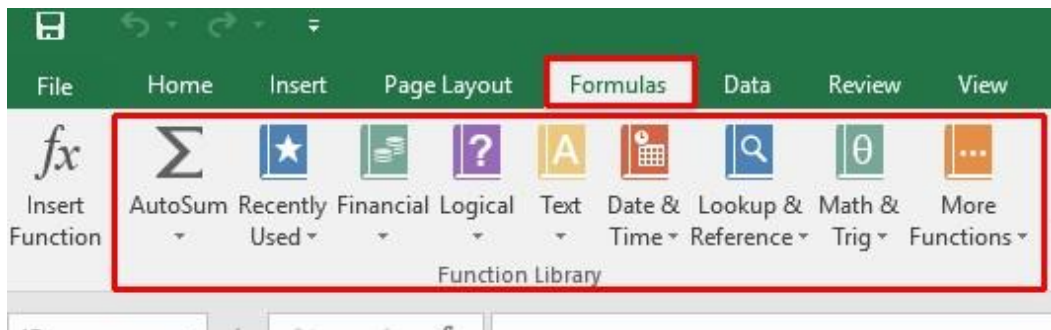 File Home Insert Page Layout Formulas Data Review View
fx Σ ? A θ ...
Insert AutoSum Recently Financial Logical Text Date & Lookup & Math & More
Function Used Time Reference Trig Functions
Function Library